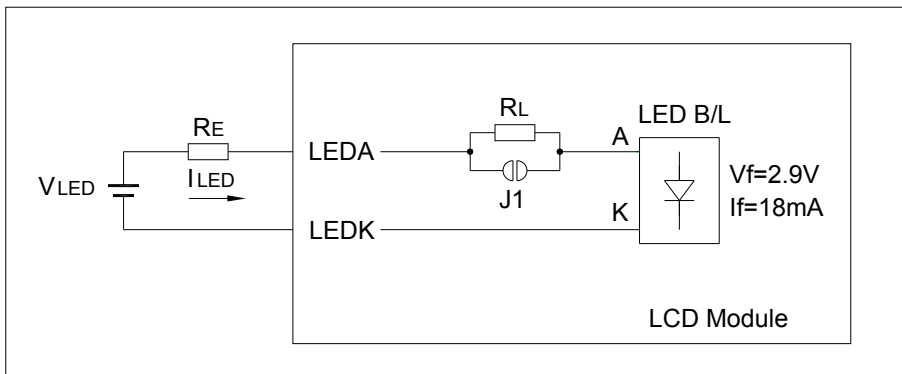 RE
VLED
ILED
LEDA
LEDK
RL
J1
A
K
LED B/L
Vf=2.9V
If=18mA
LCD Module